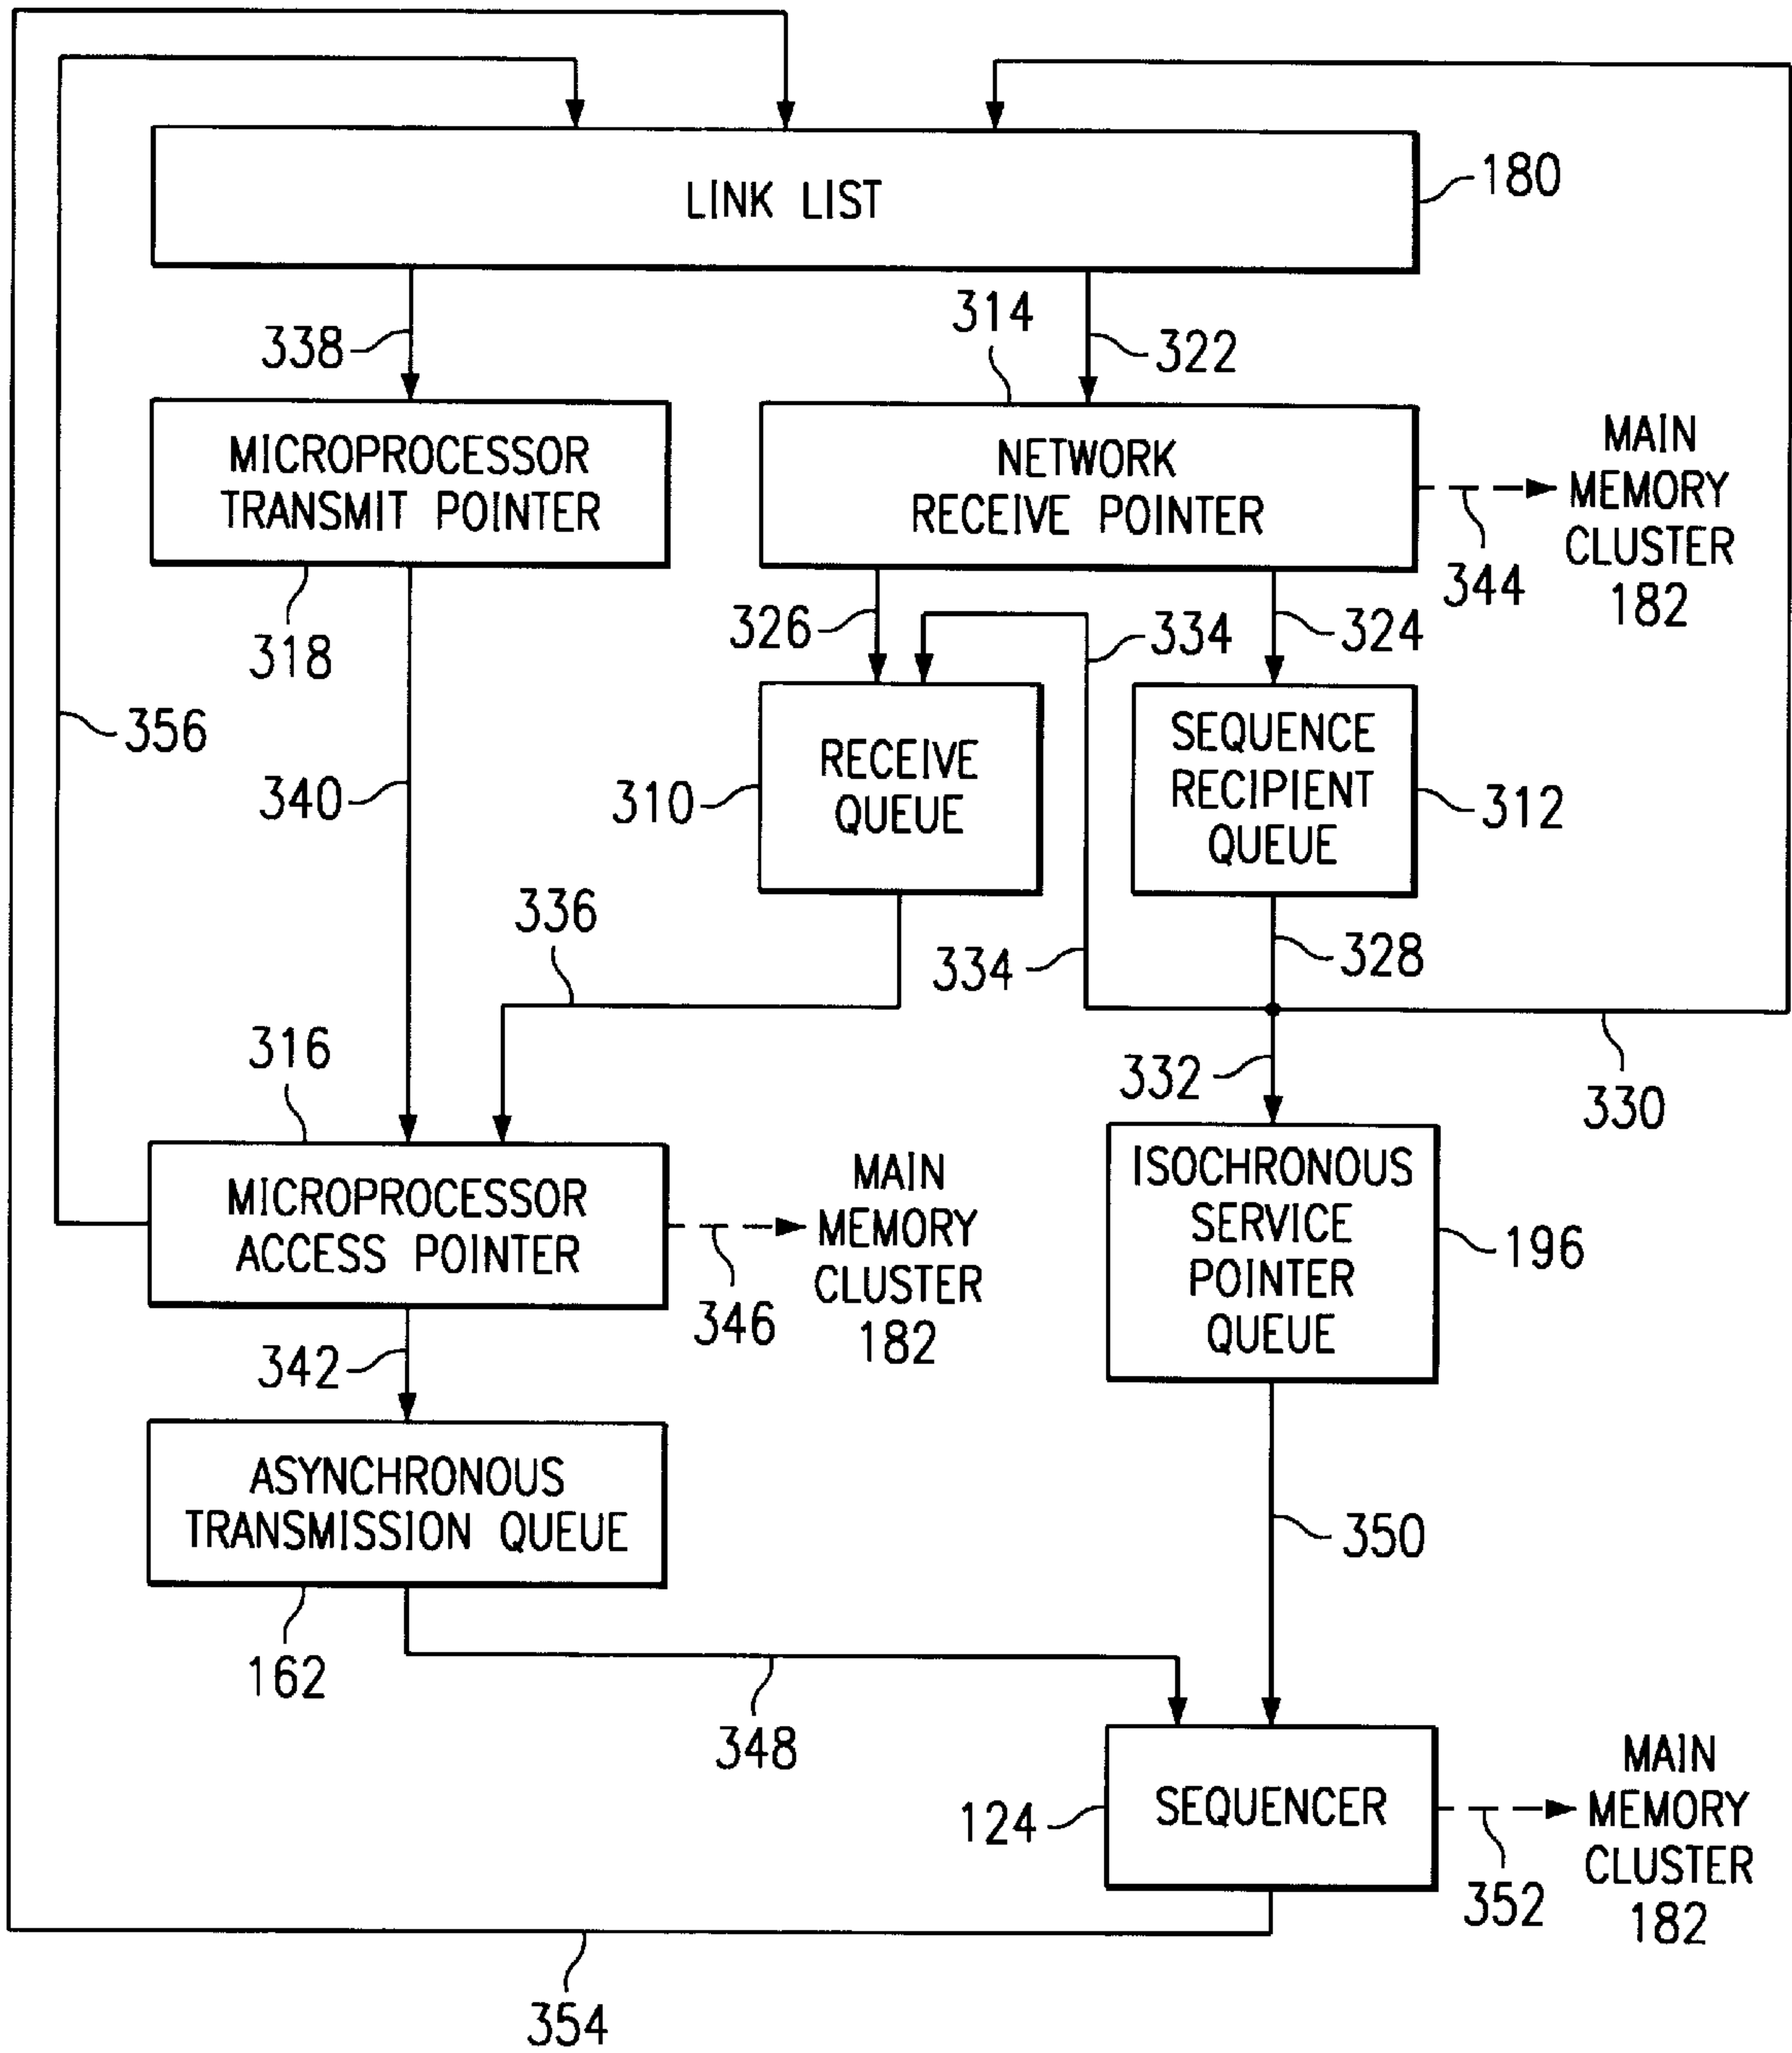 LINK LIST
180
338
314
322
MICROPROCESSOR
TRANSMIT POINTER
318
NETWORK
RECEIVE POINTER
344
MAIN
MEMORY
CLUSTER
182
326
334
324
356
340
310
RECEIVE
QUEUE
SEQUENCE
RECIPIENT
QUEUE
312
336
334
328
316
332
330
MICROPROCESSOR
ACCESS POINTER
346
MAIN
MEMORY
CLUSTER
182
ISOCHRONOUS
SERVICE
POINTER
QUEUE
196
342
ASYNCHRONOUS
TRANSMISSION QUEUE
162
350
348
124
SEQUENCER
352
MAIN
MEMORY
CLUSTER
182
354